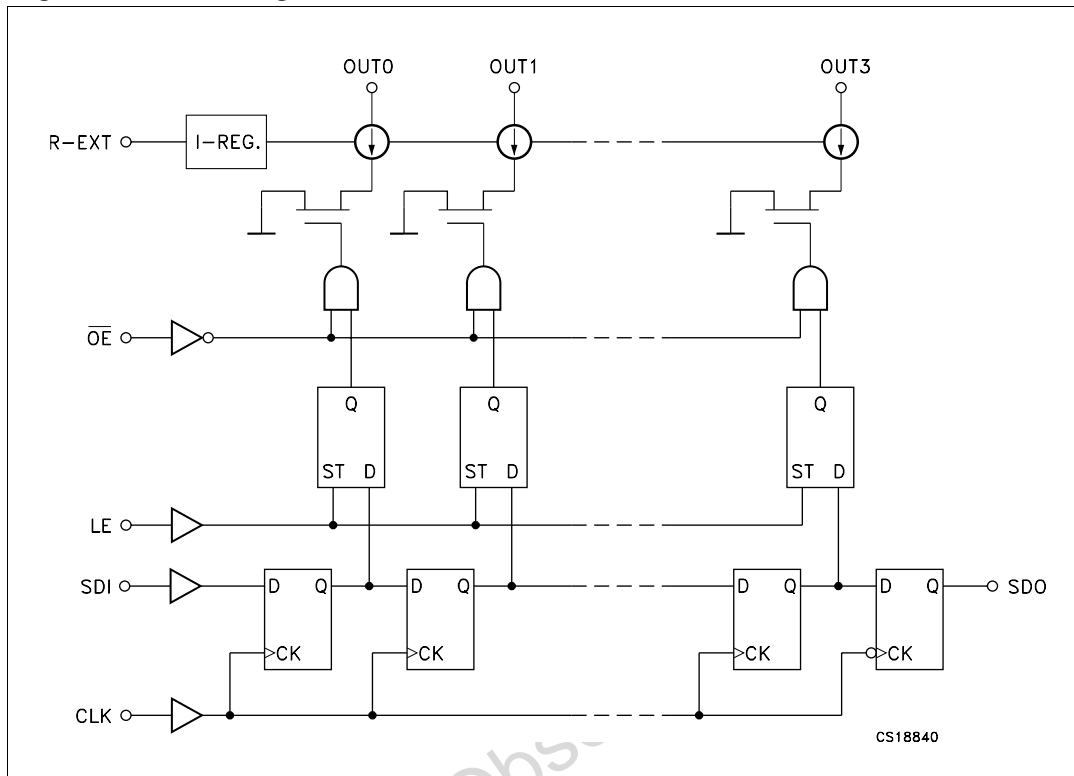 OUT0 OUT1 OUT3
R-EXT I-REG.
OE
Q Q Q
ST D ST D ST D
LE
SDI D Q D Q D Q D Q SDO
CK CK CK CK
CLK
CS18840